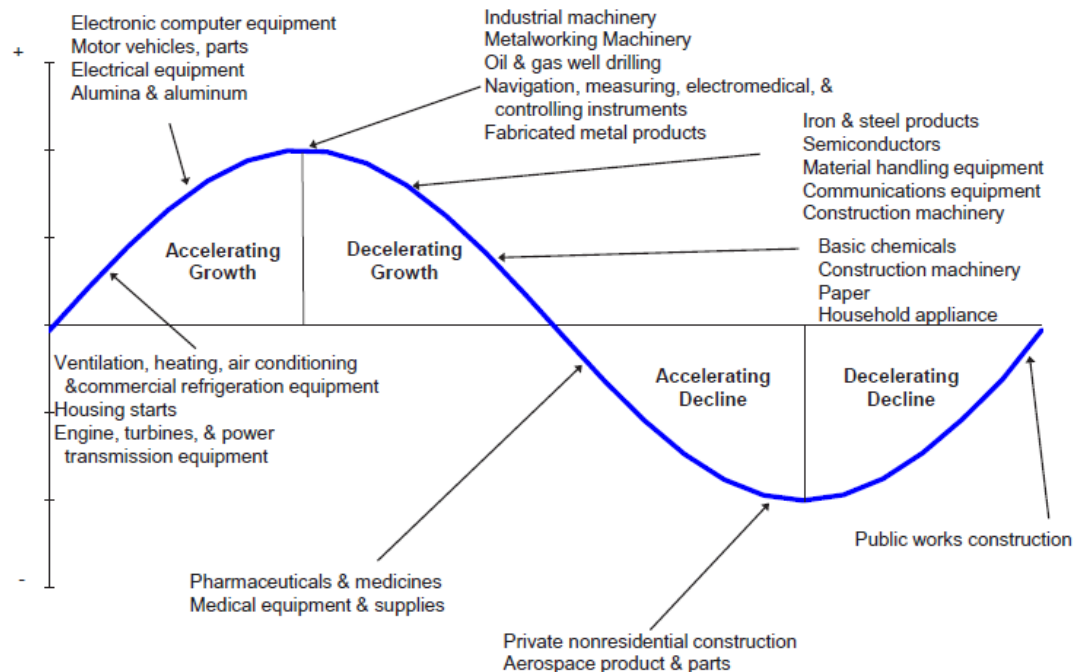 Electronic computer equipment
Motor vehicles, parts
Electrical equipment
Alumina & aluminum
Industrial machinery
Metalworking Machinery
Oil & gas well drilling
Navigation, measuring, electromedical, &
controlling instruments
Fabricated metal products
Iron & steel products
Semiconductors
Material handling equipment
Communications equipment
Construction machinery
Basic chemicals
Construction machinery
Paper
Household appliance
+
Accelerating
Growth
Decelerating
Growth
Ventilation, heating, air conditioning
&commercial refrigeration equipment
Housing starts
Engine, turbines, & power
transmission equipment
Accelerating
Decline
Decelerating
Decline
-
Pharmaceuticals & medicines
Medical equipment & supplies
Public works construction
Private nonresidential construction
Aerospace product & parts